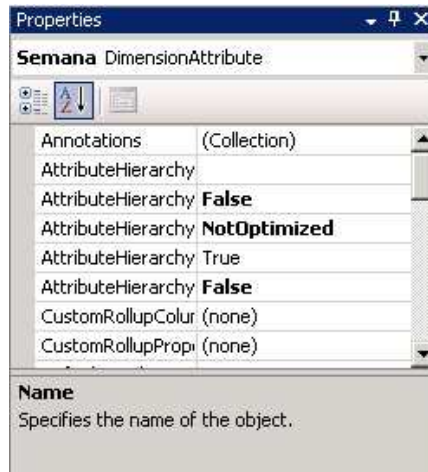 Properties
Semana DimensionAttribute
Annotations (Collection)
AttributeHierarchy
AttributeHierarchy False
AttributeHierarchy NotOptimized
AttributeHierarchy True
AttributeHierarchy False
CustomRollupColur (none)
CustomRollupProp (none)
Name
Specifies the name of the object.